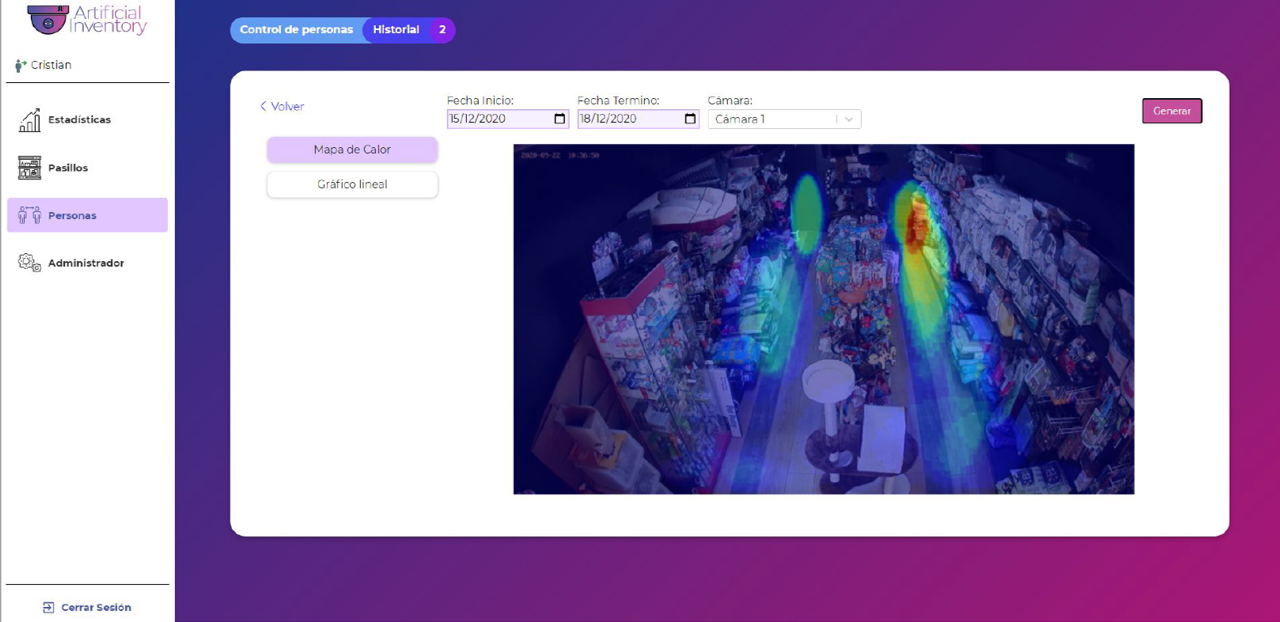 Artificial
Inventory
Cristian
Estadísticas
Pasillos
Personas
Administrador
Cerrar Sesión
Control de personas
Historial 2
Volver
Fecha Inicio:
15/12/2020
Fecha Termino:
18/12/2020
Cámara:
Cámara 1
Generar
Mapa de Calor
Gráfico lineal
2020-09-22 10:36:50